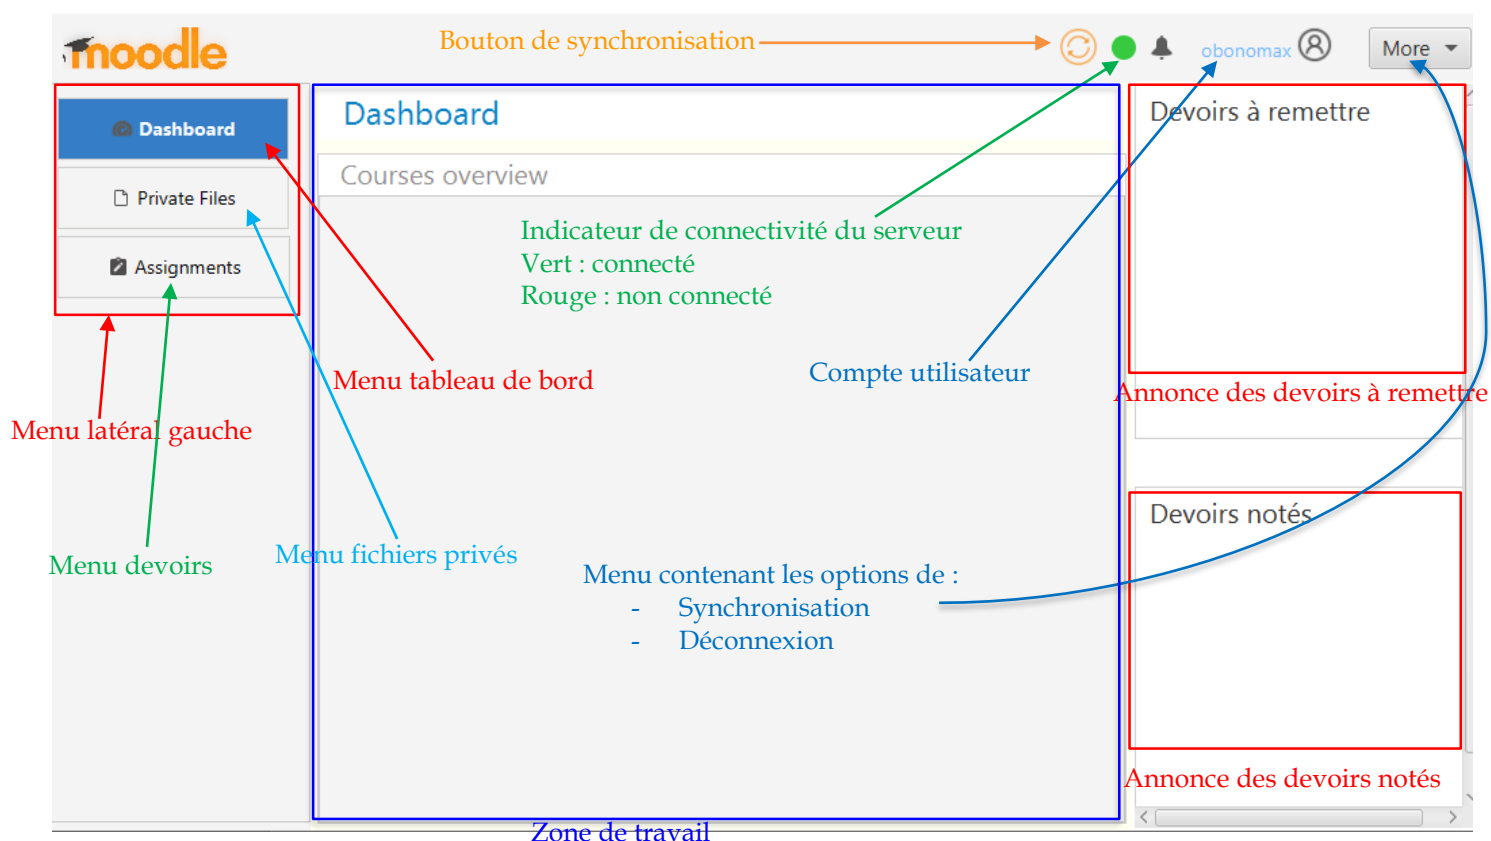 moodle
Bouton de synchronisation
obonomax
More
Dashboard
Private Files
Assignments
Dashboard
Courses overview
Devoirs à remettre
Indicateur de connectivité du serveur
Vert : connecté
Rouge : non connecté
Menu tableau de bord
Compte utilisateur
Annonce des devoirs à remettre
Menu latéral gauche
Devoirs notés
Menu devoirs
Menu fichiers privés
Menu contenant les options de :
- Synchronisation
- Déconnexion
Annonce des devoirs notés
Zone de travail